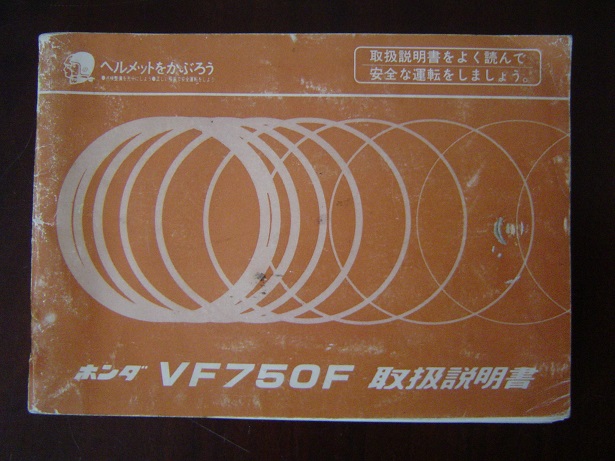 ヘルメットをかぶろう
取扱説明書をよく読んで
安全な運転をしましょう。
ホンダ VF750F 取扱説明書